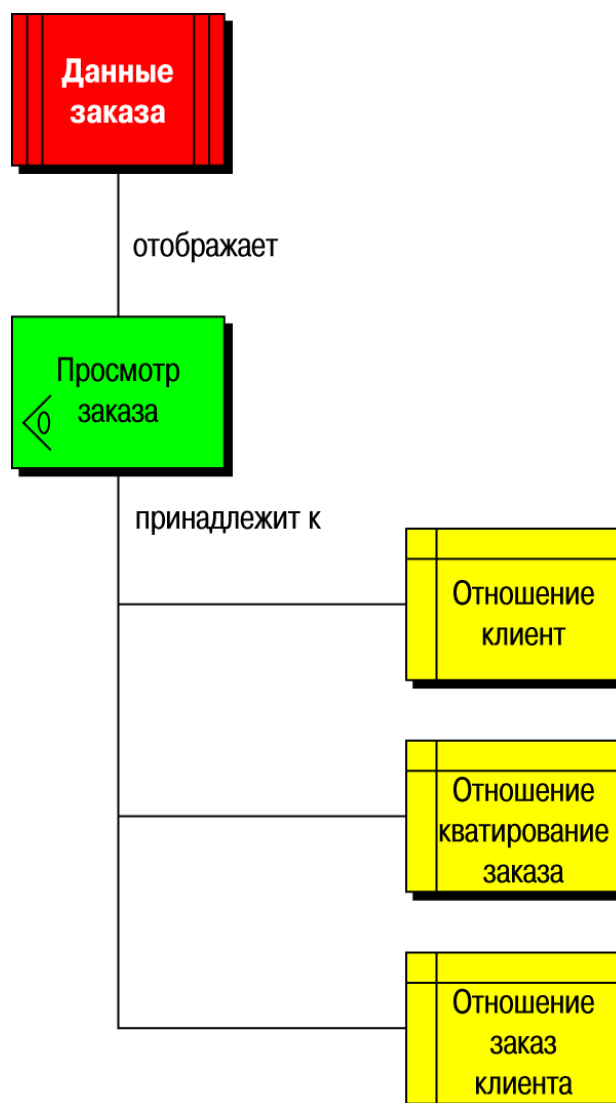 Данные
заказа
отображает
Просмотр
заказа
принадлежит к
Отношение
клиент
Отношение
кватирование
заказа
Отношение
заказ
клиента